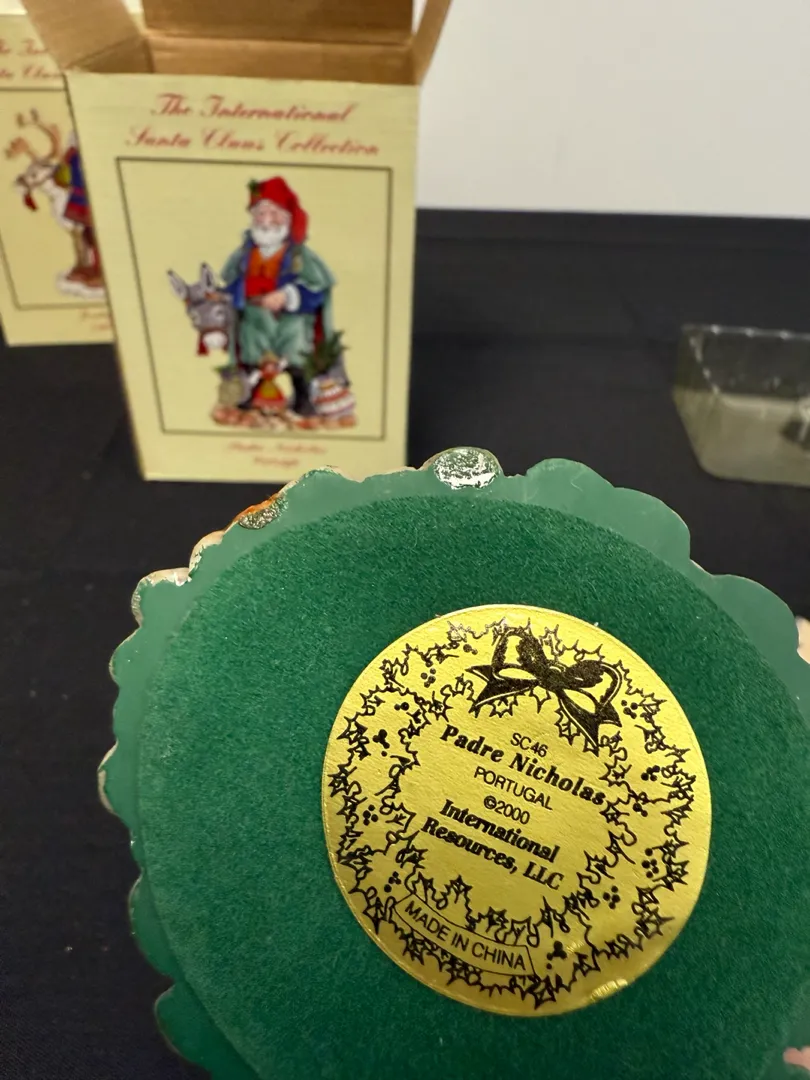 The International
Santa Claus Collection
SC46
Padre Nicholas
PORTUGAL
©2000
International
Resources, LLC
MADE IN CHINA